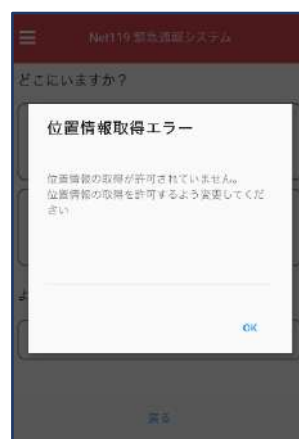 Net119 緊急通報システム
どこにいますか？
位置情報取得エラー
位置情報の取得が許可されていません。
位置情報の取得を許可するよう変更してくだ
さい
OK
戻る